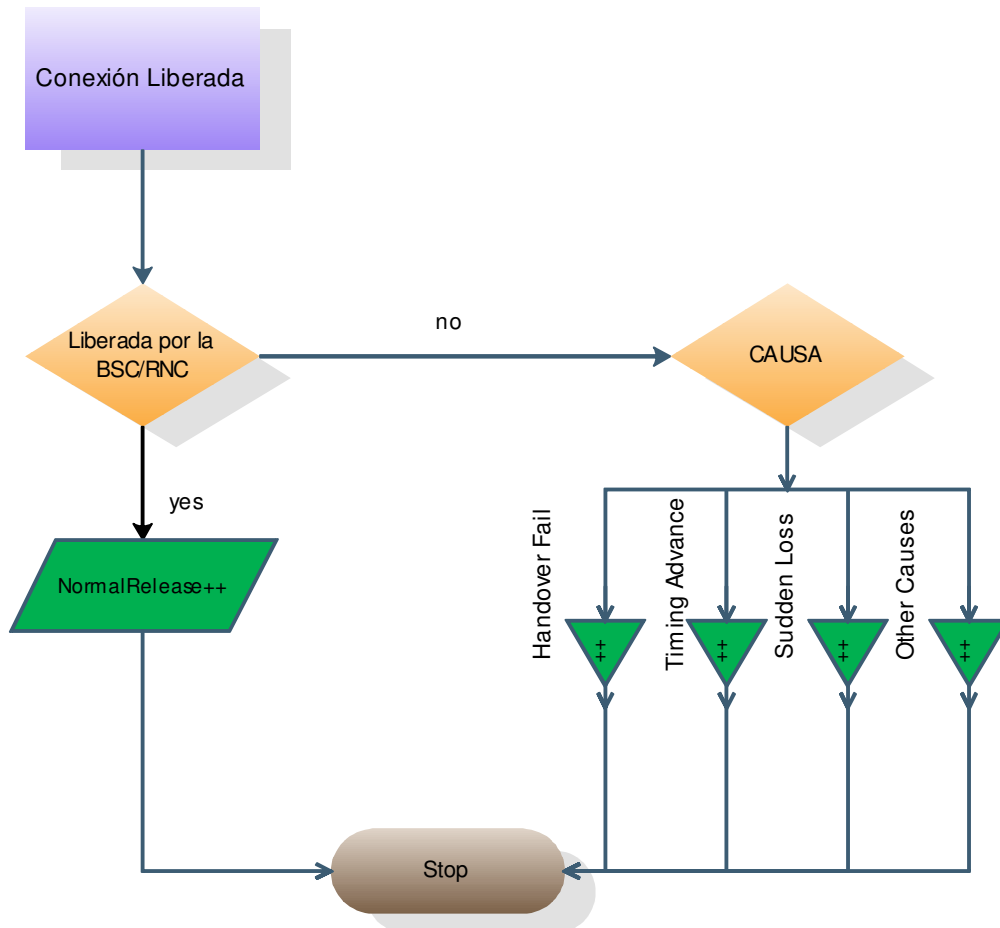 Conexión Liberada
Liberada por la
BSC/RNC
no
CAUSA
yes
NormalRelease++
Handover Fail
++
Timing Advance
++
Sudden Loss
++
Other Causes
++
Stop